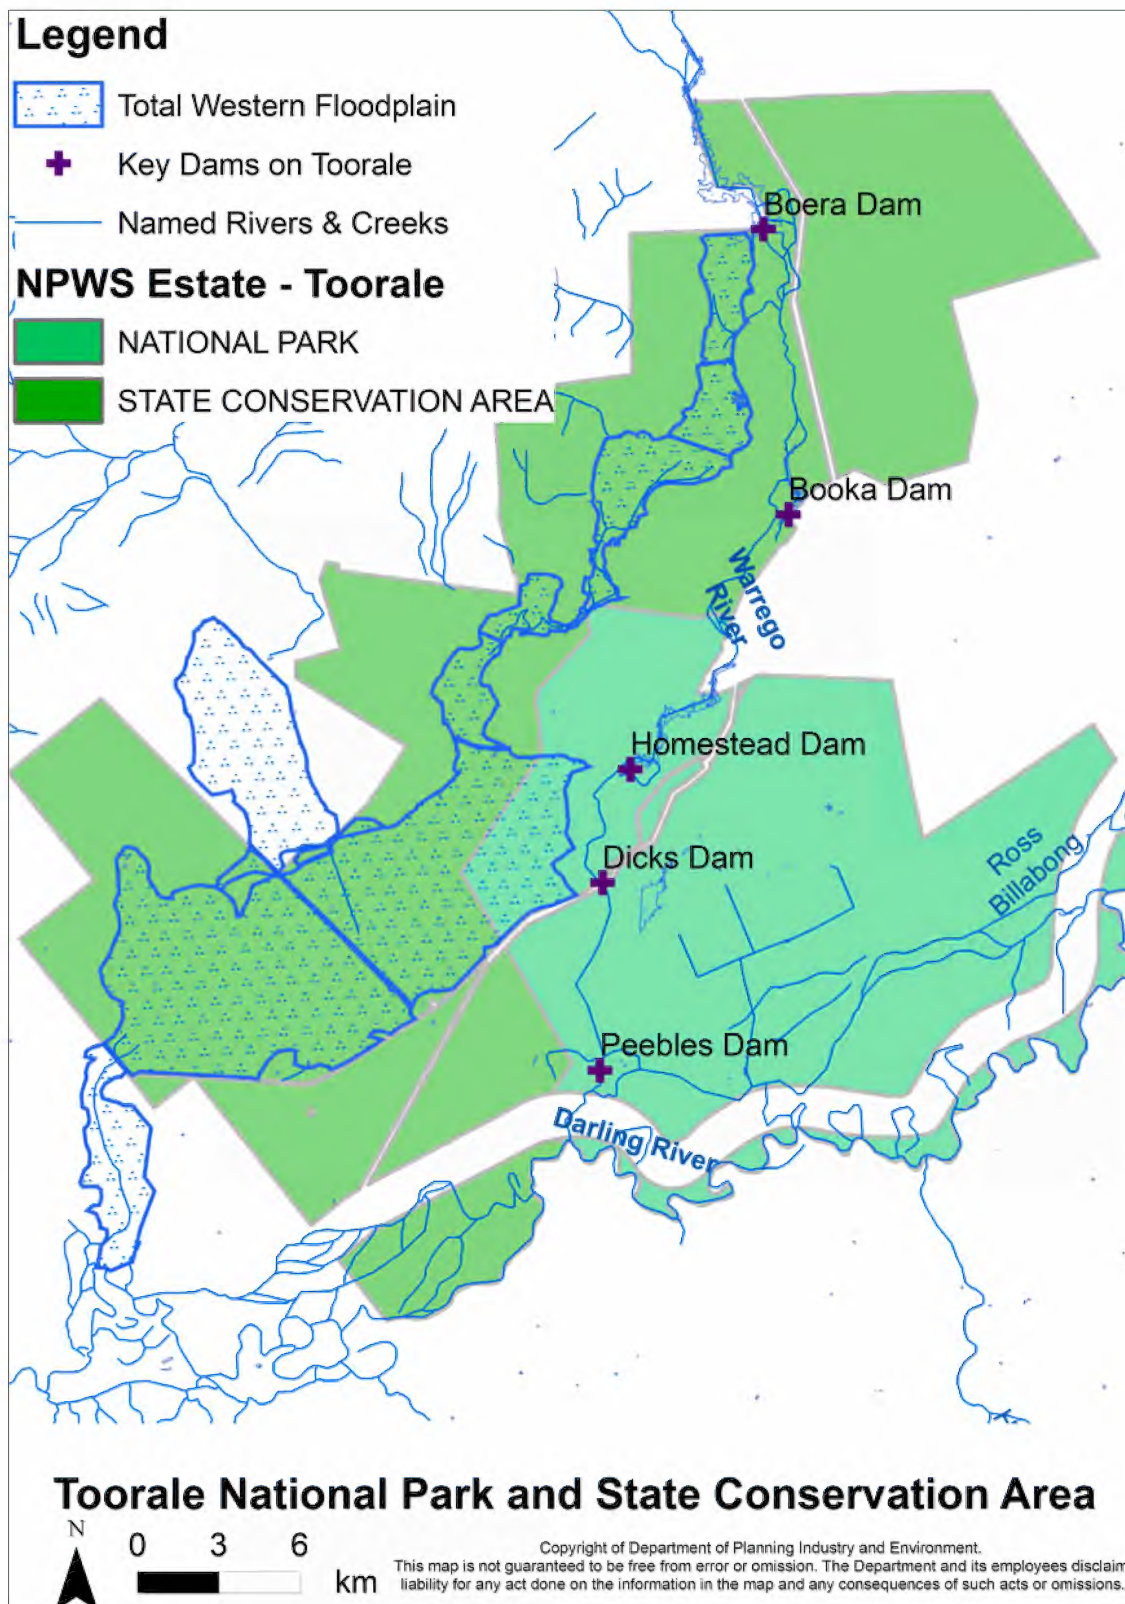 Legend
Total Western Floodplain
Key Dams on Toorale
Named Rivers & Creeks
NPWS Estate - Toorale
NATIONAL PARK
STATE CONSERVATION AREA
Boera Dam
Booka Dam
Warrego
River
Homestead Dam
Dicks Dam
Ross
Billabong
Peebles Dam
Darling River
Toorale National Park and State Conservation Area
N
0 3 6
km
Copyright of Department of Planning Industry and Environment.
This map is not guaranteed to be free from error or omission. The Department and its employees disclaim
liability for any act done on the information in the map and any consequences of such acts or omissions.